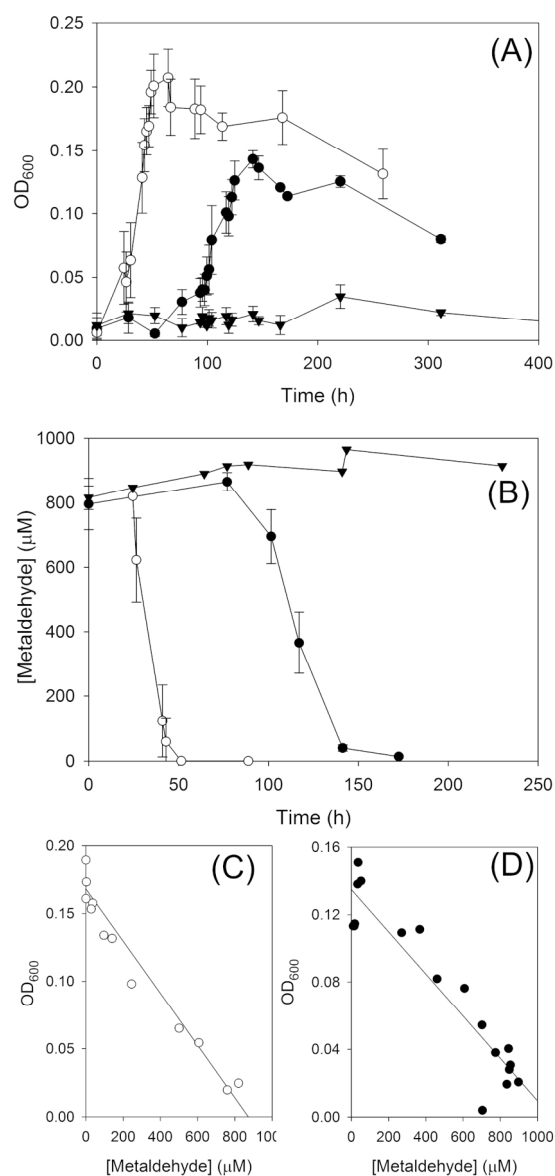 (A)
0.25
0.20
0.15
0.10
0.05
0.00
OD600
0 100 200 300 400
Time (h)
(B)
1000
800
600
400
200
0
[Metaldehyde] (μM)
0 50 100 150 200 250
Time (h)
(C)
0.20
0.15
0.10
0.05
0.00
OD600
0 200 400 600 800 1000
[Metaldehyde] (μM)
(D)
0.16
0.12
0.08
0.04
0.00
OD600
0 200 400 600 800 1000
[Metaldehyde] (μM)